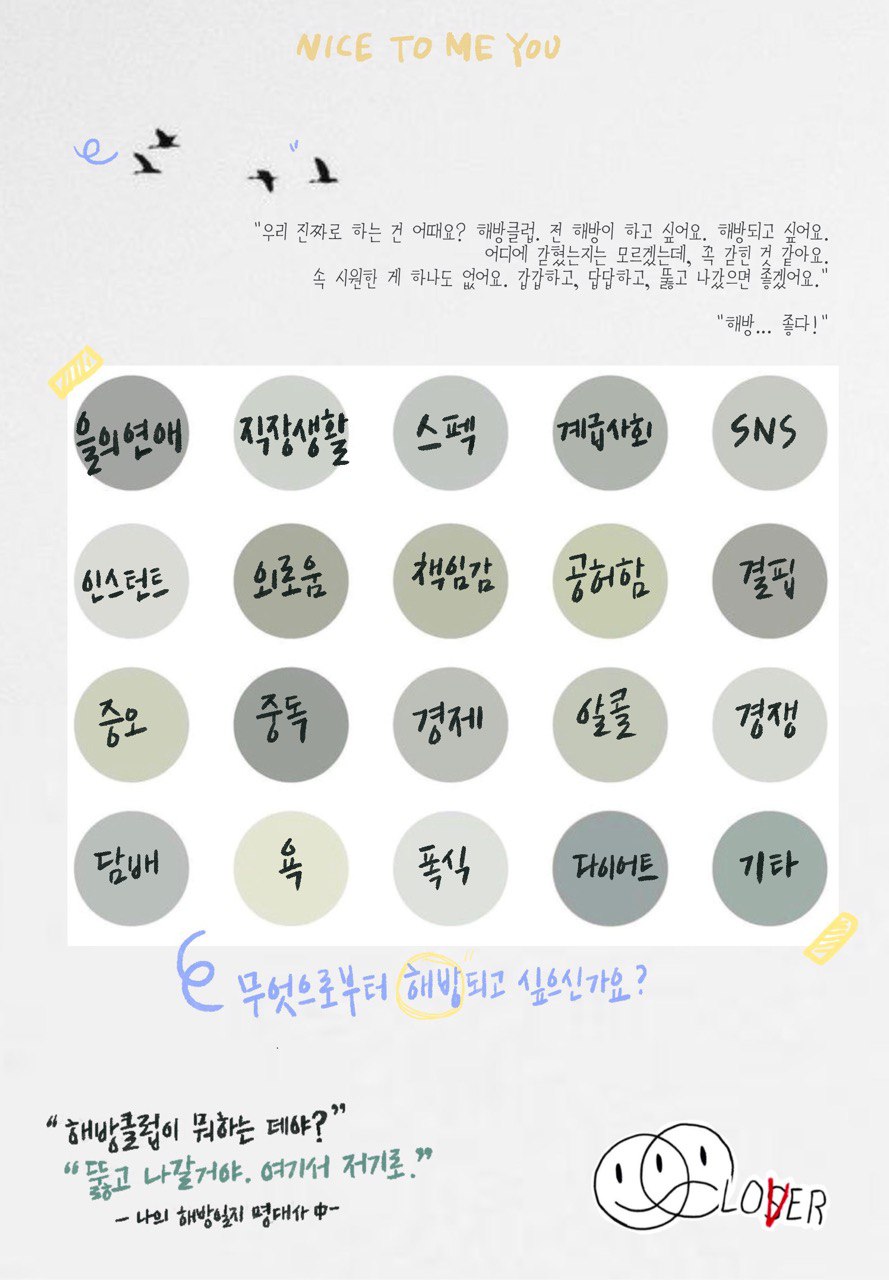 NICE TO ME YOU
"우리 진짜로 하는 건 어때요? 해방클럽. 전 해방이 하고 싶어요. 해방되고 싶어요.
어디에 갇혔는지는 모르겠는데, 꼭 갇힌 것 같아요.
속 시원한 게 하나도 없어요. 갑갑하고, 답답하고, 뚫고 나갔으면 좋겠어요."
"해방... 좋다!"
을의연애 직장생활 스펙 계급사회 SNS
인스턴트 외로움 책임감 공허함 결핍
증오 중독 경제 알콜 경쟁
담배 욕 폭식 다이어트 기타
무엇으로부터 해방되고 싶으신가요?
"해방클럽이 뭐하는 데야?"
"뚫고 나갈거야. 여기서 저기로."
- 나의 해방일지 명대사 中-
CLOVER